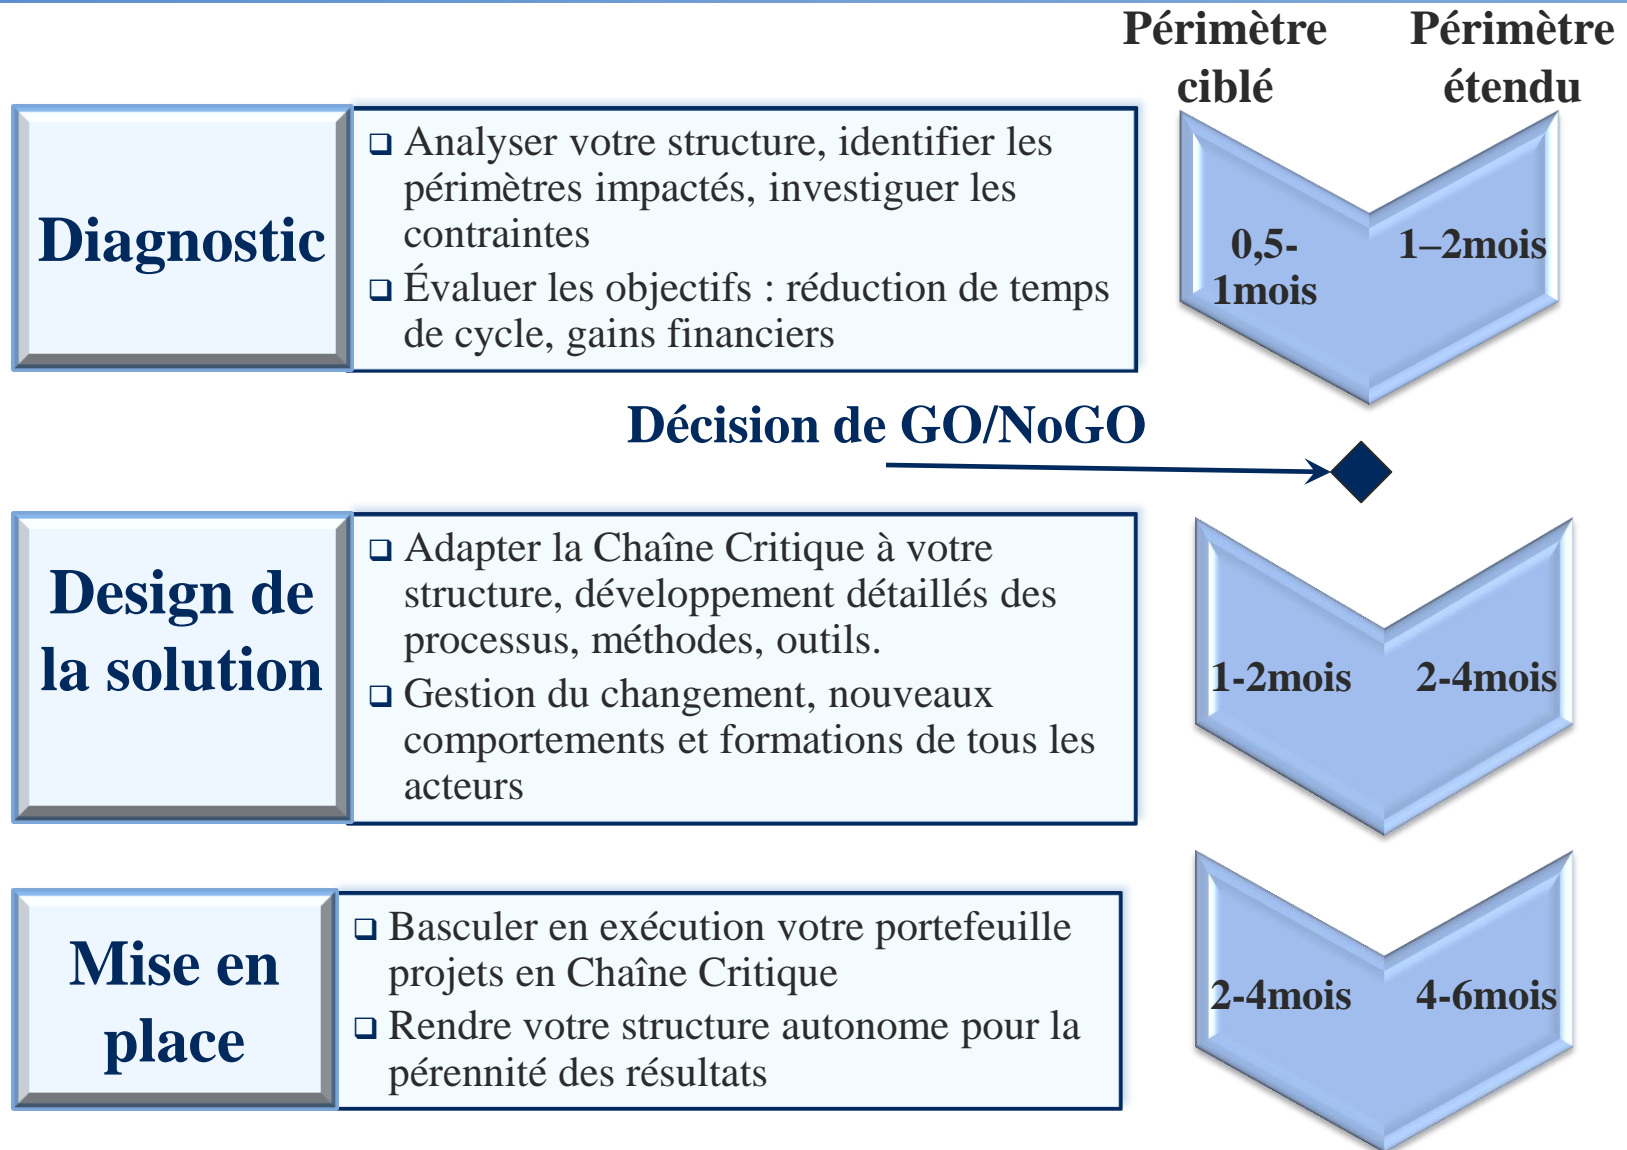 Périmètre
ciblé
Périmètre
étendu
Diagnostic
Analyser votre structure, identifier les
périmètres impactés, investiguer les
contraintes
Évaluer les objectifs : réduction de temps
de cycle, gains financiers
0,5-
1mois
1–2mois
Décision de GO/NoGO
Design de
la solution
Adapter la Chaîne Critique à votre
structure, développement détaillés des
processus, méthodes, outils.
Gestion du changement, nouveaux
comportements et formations de tous les
acteurs
1-2mois
2-4mois
Mise en
place
Basculer en exécution votre portefeuille
projets en Chaîne Critique
Rendre votre structure autonome pour la
pérennité des résultats
2-4mois
4-6mois